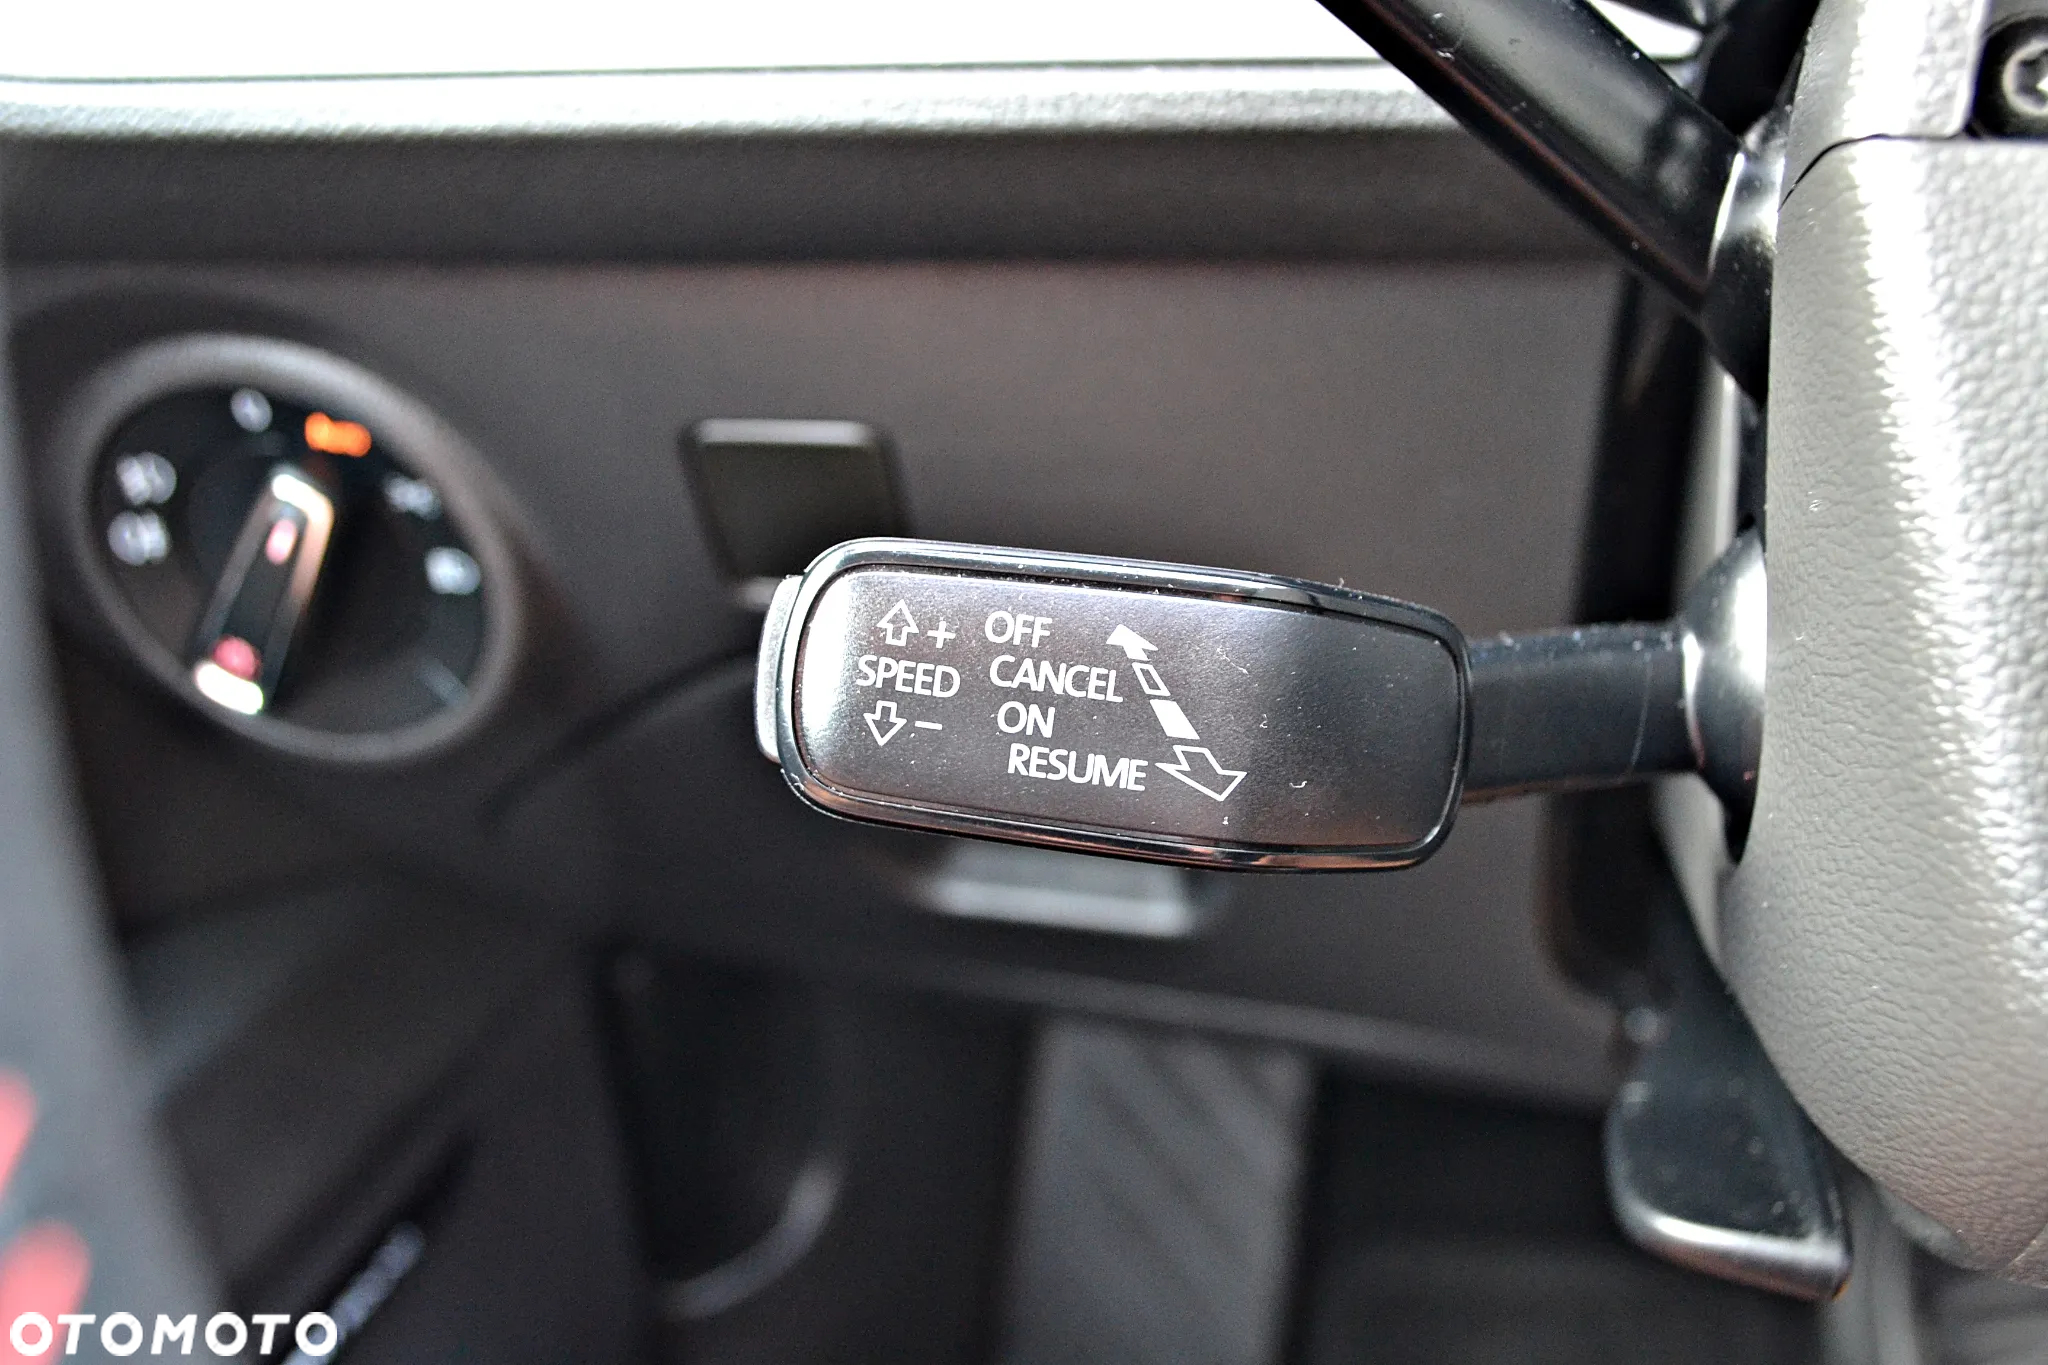 + OFF
SPEED CANCEL
− ON
RESUME
OTOMOTO